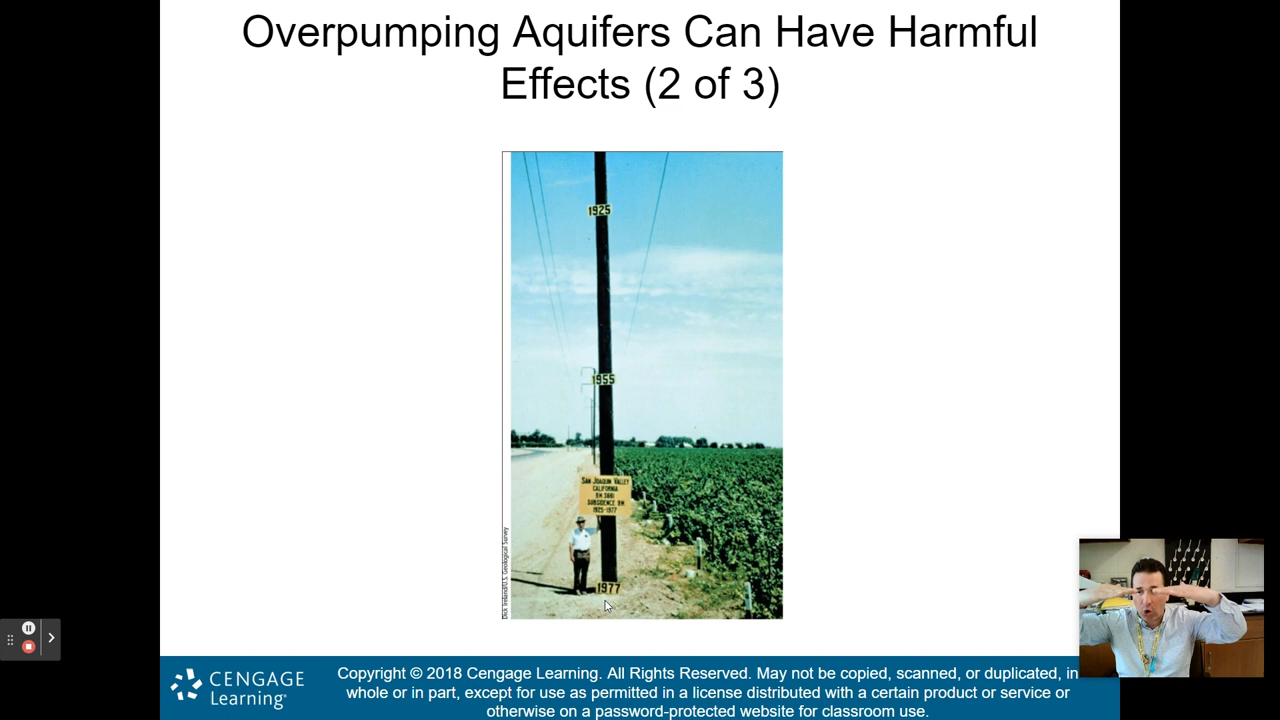 Overpumping Aquifers Can Have Harmful
Effects (2 of 3)
1925
1955
SAN JOAQUIN VALLEY
CALIFORNIA
BM S661
SUBSIDENCE 9M
1925-1977
1977
Dick Ireland/U.S. Geological Survey
CENGAGE
Learning
Copyright © 2018 Cengage Learning. All Rights Reserved. May not be copied, scanned, or duplicated, in
whole or in part, except for use as permitted in a license distributed with a certain product or service or
otherwise on a password-protected website for classroom use.